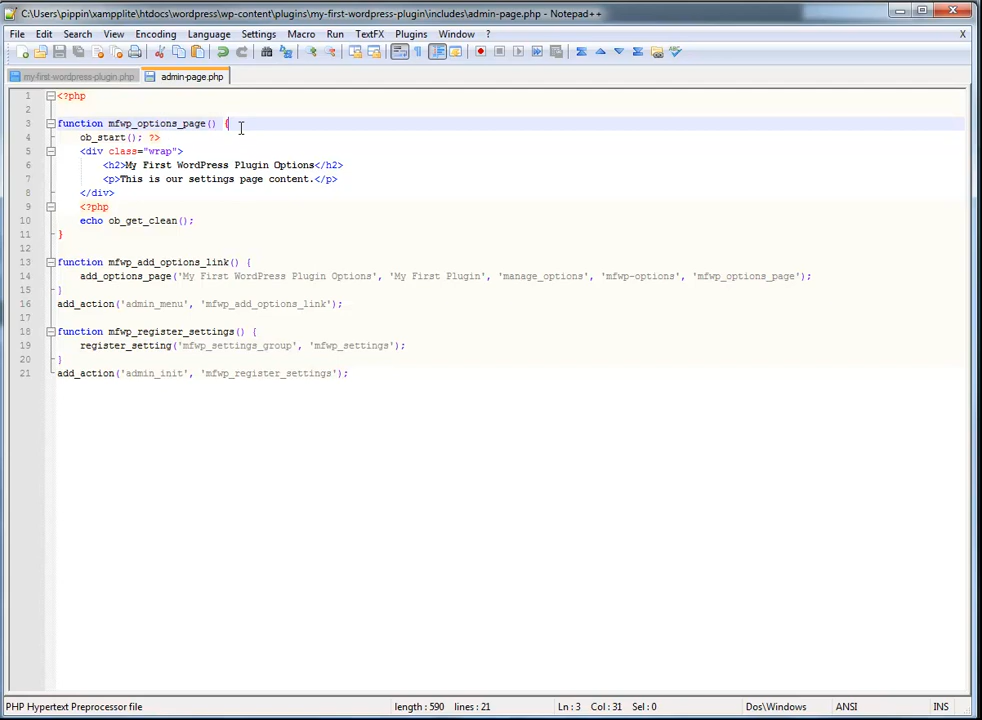 C:\Users\pippin\xampplite\htdocs\wordpress\wp-content\plugins\my-first-wordpress-plugin\includes\admin-page.php - Notepad++
File Edit Search View Encoding Language Settings Macro Run TextFX Plugins Window ? X
my-first-wordpress-plugin.php admin-page.php
1 <?php
2
3 function mfwp_options_page() {
4 ob_start(); ?>
5 <div class="wrap">
6 <h2>My First WordPress Plugin Options</h2>
7 <p>This is our settings page content.</p>
8 </div>
9 <?php
10 echo ob_get_clean();
11 }
12
13 function mfwp_add_options_link() {
14 add_options_page('My First WordPress Plugin Options', 'My First Plugin', 'manage_options', 'mfwp-options', 'mfwp_options_page');
15 }
16 add_action('admin_menu', 'mfwp_add_options_link');
17
18 function mfwp_register_settings() {
19 register_setting('mfwp_settings_group', 'mfwp_settings');
20 }
21 add_action('admin_init', 'mfwp_register_settings');
PHP Hypertext Preprocessor file length : 590 lines : 21 Ln : 3 Col : 31 Sel : 0 Dos\Windows ANSI INS